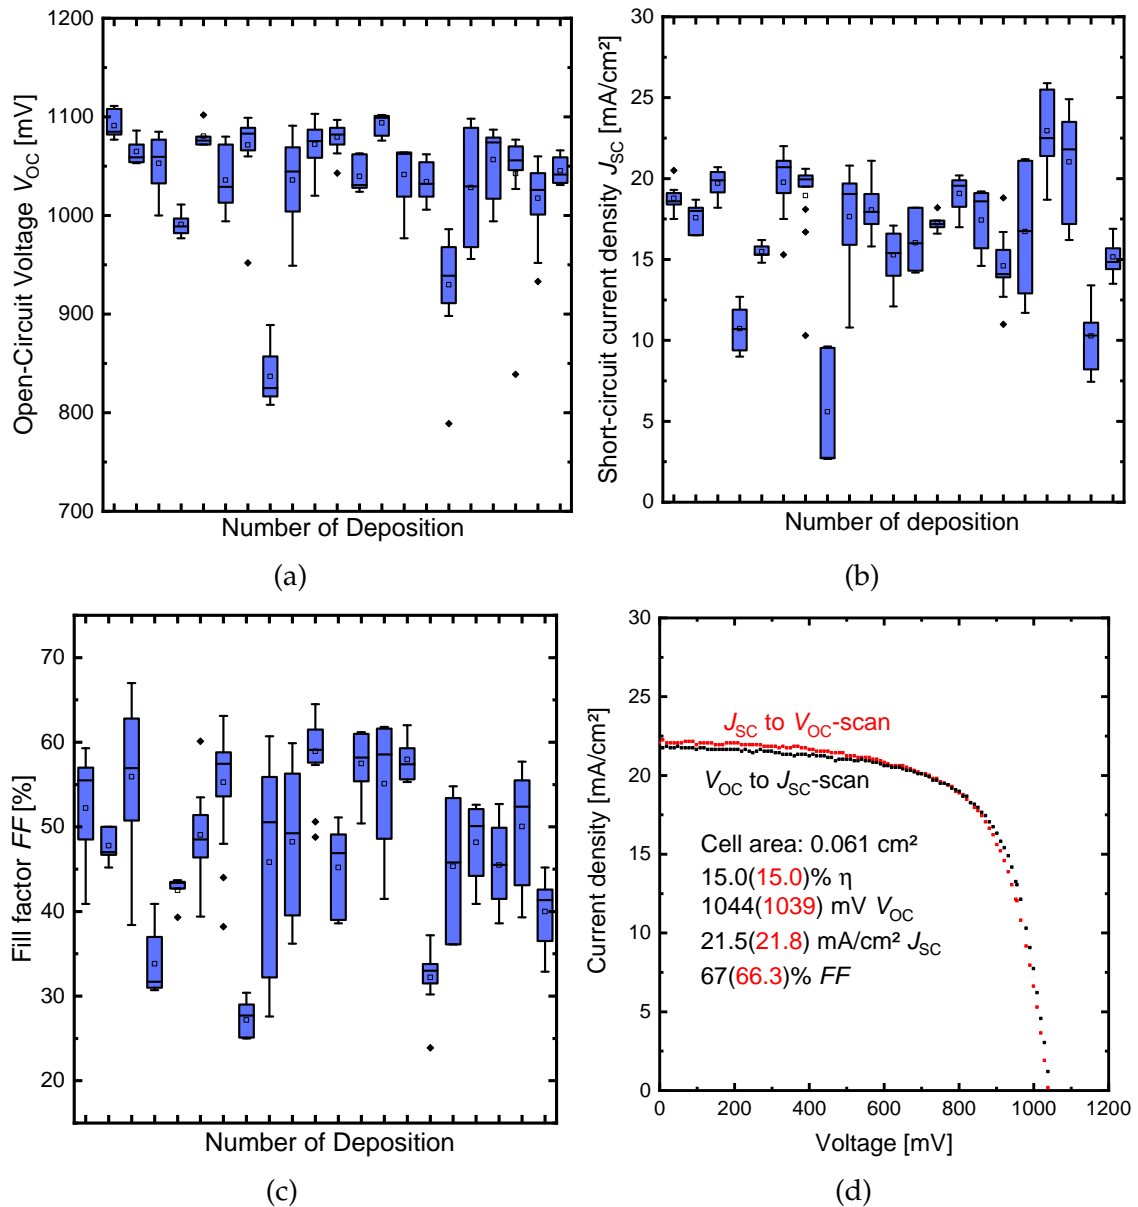 1200
1100
1000
900
800
700
Open-Circuit Voltage VOC [mV]
Number of Deposition
(a)
30
25
20
15
10
5
0
Short-circuit current density JSC [mA/cm²]
Number of deposition
(b)
70
60
50
40
30
20
Fill factor FF [%]
Number of Deposition
(c)
30
25
20
15
10
5
0
Current density [mA/cm²]
JSC to VOC-scan
VOC to JSC-scan
Cell area: 0.061 cm²
15.0(15.0)% η
1044(1039) mV VOC
21.5(21.8) mA/cm² JSC
67(66.3)% FF
0 200 400 600 800 1000 1200
Voltage [mV]
(d)